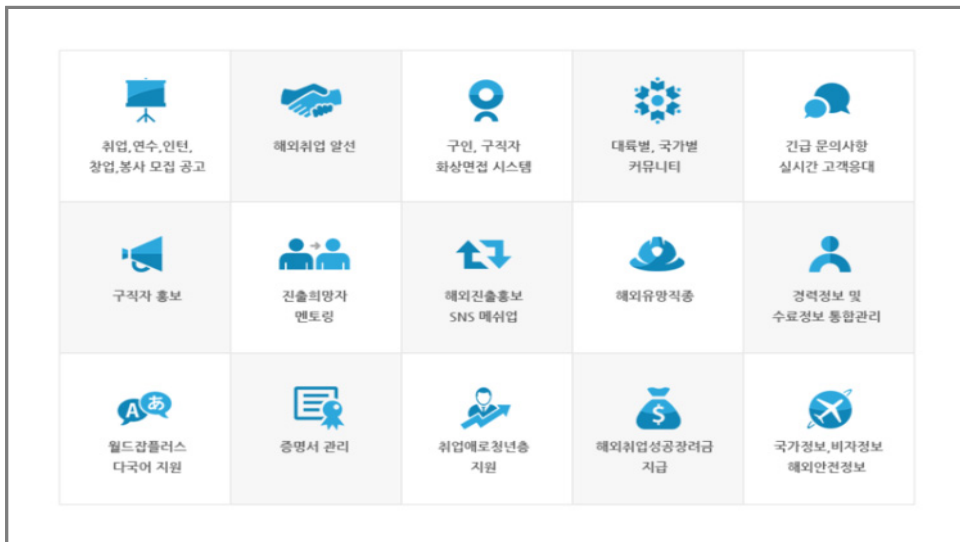 취업,연수,인턴,
창업,봉사 모집 공고
해외취업 알선
구인, 구직자
화상면접 시스템
대륙별, 국가별
커뮤니티
긴급 문의사항
실시간 고객응대
구직자 홍보
진출희망자
멘토링
해외진출홍보
SNS 메쉬업
해외유망직종
경력정보 및
수료정보 통합관리
A あ
월드잡플러스
다국어 지원
증명서 관리
취업애로청년층
지원
$
해외취업성공장려금
지급
국가정보,비자정보
해외안전정보